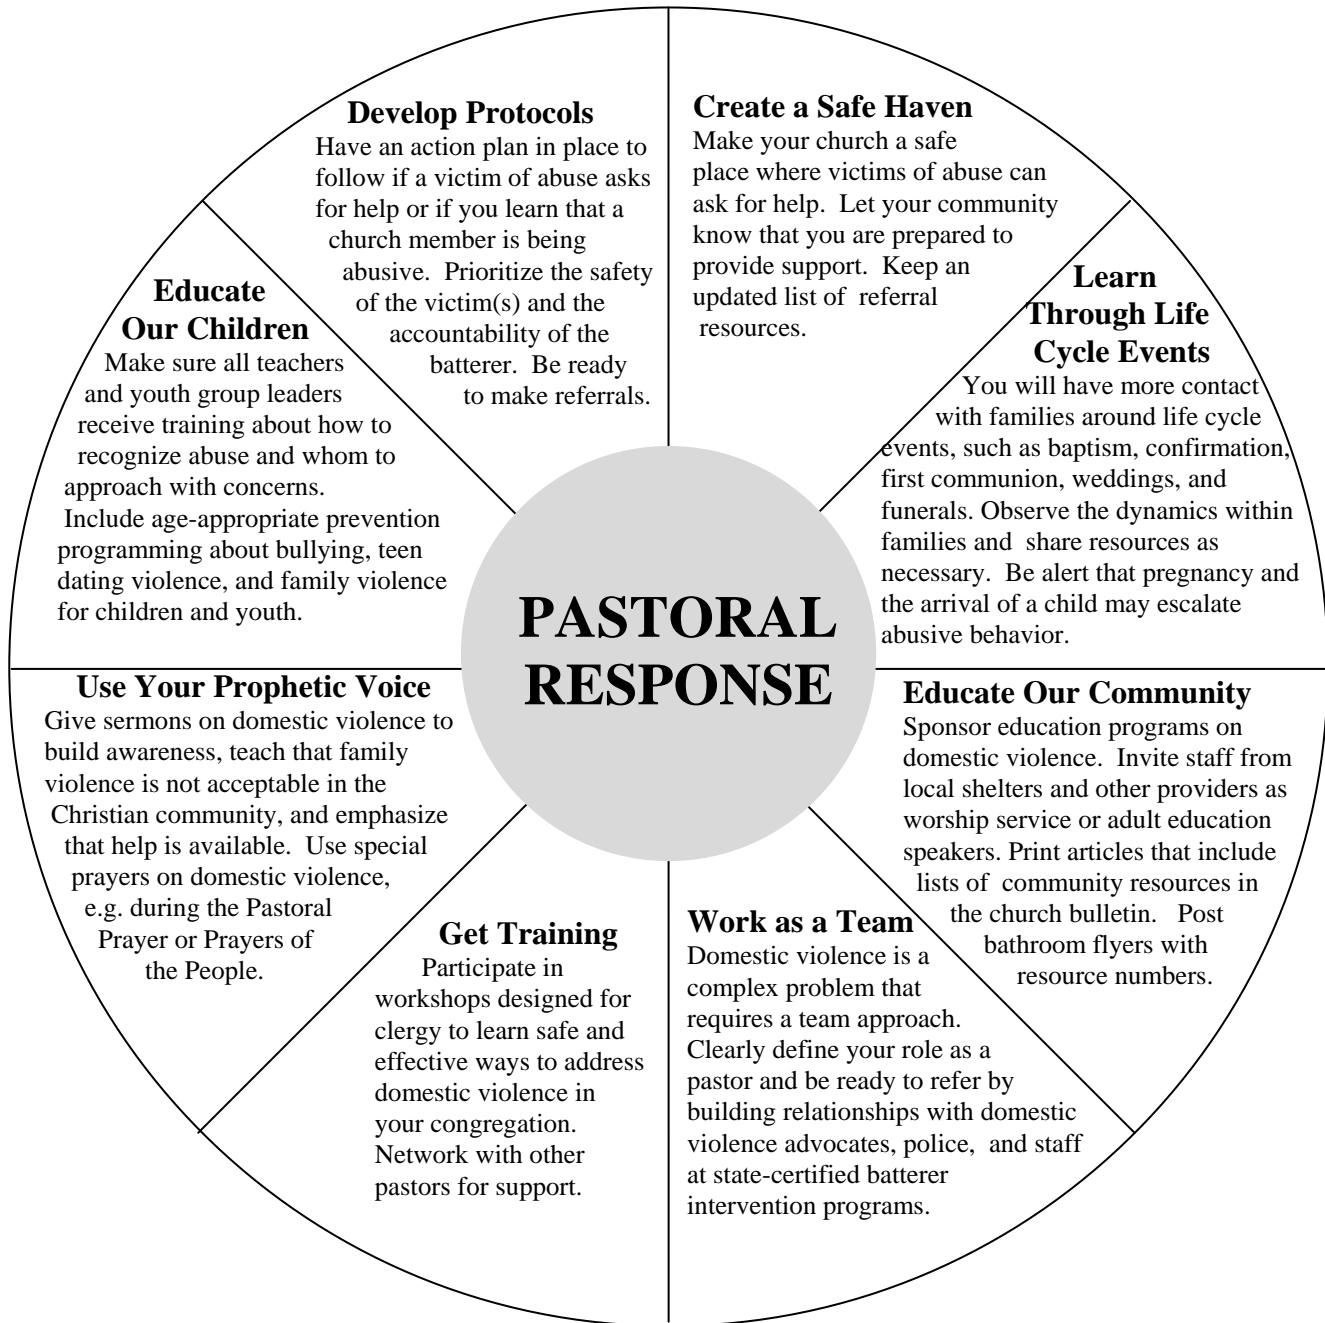 Develop Protocols
Have an action plan in place to
follow if a victim of abuse asks
for help or if you learn that a
church member is being
abusive.  Prioritize the safety
of the victim(s) and the
accountability of the
batterer.  Be ready
to make referrals.
Create a Safe Haven
Make your church a safe
place where victims of abuse can
ask for help.  Let your community
know that you are prepared to
provide support.  Keep an
updated list of  referral
resources.
Learn
Through Life
Cycle Events
You will have more contact
with families around life cycle
events, such as baptism, confirmation,
first communion, weddings, and
funerals. Observe the dynamics within
families and  share resources as
necessary.  Be alert that pregnancy and
the arrival of a child may escalate
abusive behavior.
Educate Our Community
Sponsor education programs on
domestic violence.  Invite staff from
local shelters and other providers as
worship service or adult education
speakers. Print articles that include
lists of  community resources in
the church bulletin.   Post
bathroom flyers with
resource numbers.
Work as a Team
Domestic violence is a
complex problem that
requires a team approach.
Clearly define your role as a
pastor and be ready to refer by
building relationships with domestic
violence advocates, police,  and staff
at state-certified batterer
intervention programs.
Get Training
Participate in
workshops designed for
clergy to learn safe and
effective ways to address
domestic violence in
your congregation.
Network with other
pastors for support.
Use Your Prophetic Voice
Give sermons on domestic violence to
build awareness, teach that family
violence is not acceptable in the
Christian community, and emphasize
that help is available.  Use special
prayers on domestic violence,
e.g. during the Pastoral
Prayer or Prayers of
the People.
Educate
Our Children
Make sure all teachers
and youth group leaders
receive training about how to
recognize abuse and whom to
approach with concerns.
Include age-appropriate prevention
programming about bullying, teen
dating violence, and family violence
for children and youth.
PASTORAL
RESPONSE